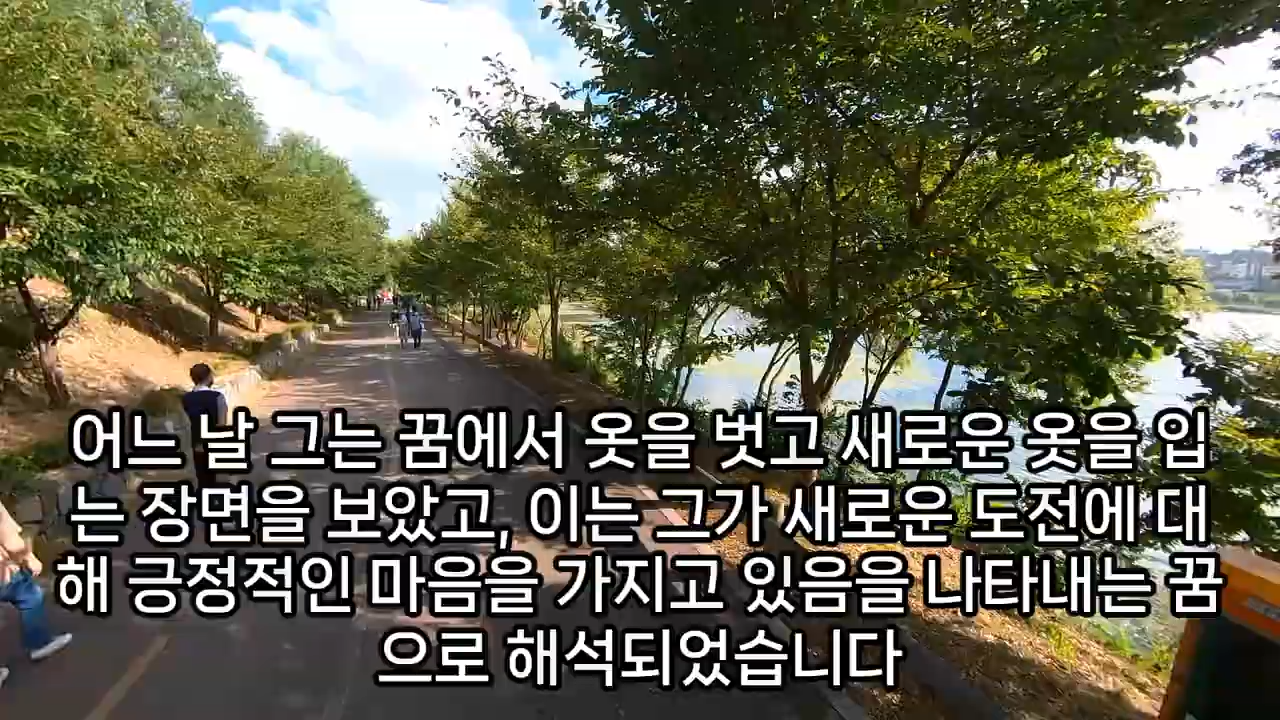 어느 날 그는 꿈에서 옷을 벗고 새로운 옷을 입
는 장면을 보았고, 이는 그가 새로운 도전에 대
해 긍정적인 마음을 가지고 있음을 나타내는 꿈
으로 해석되었습니다